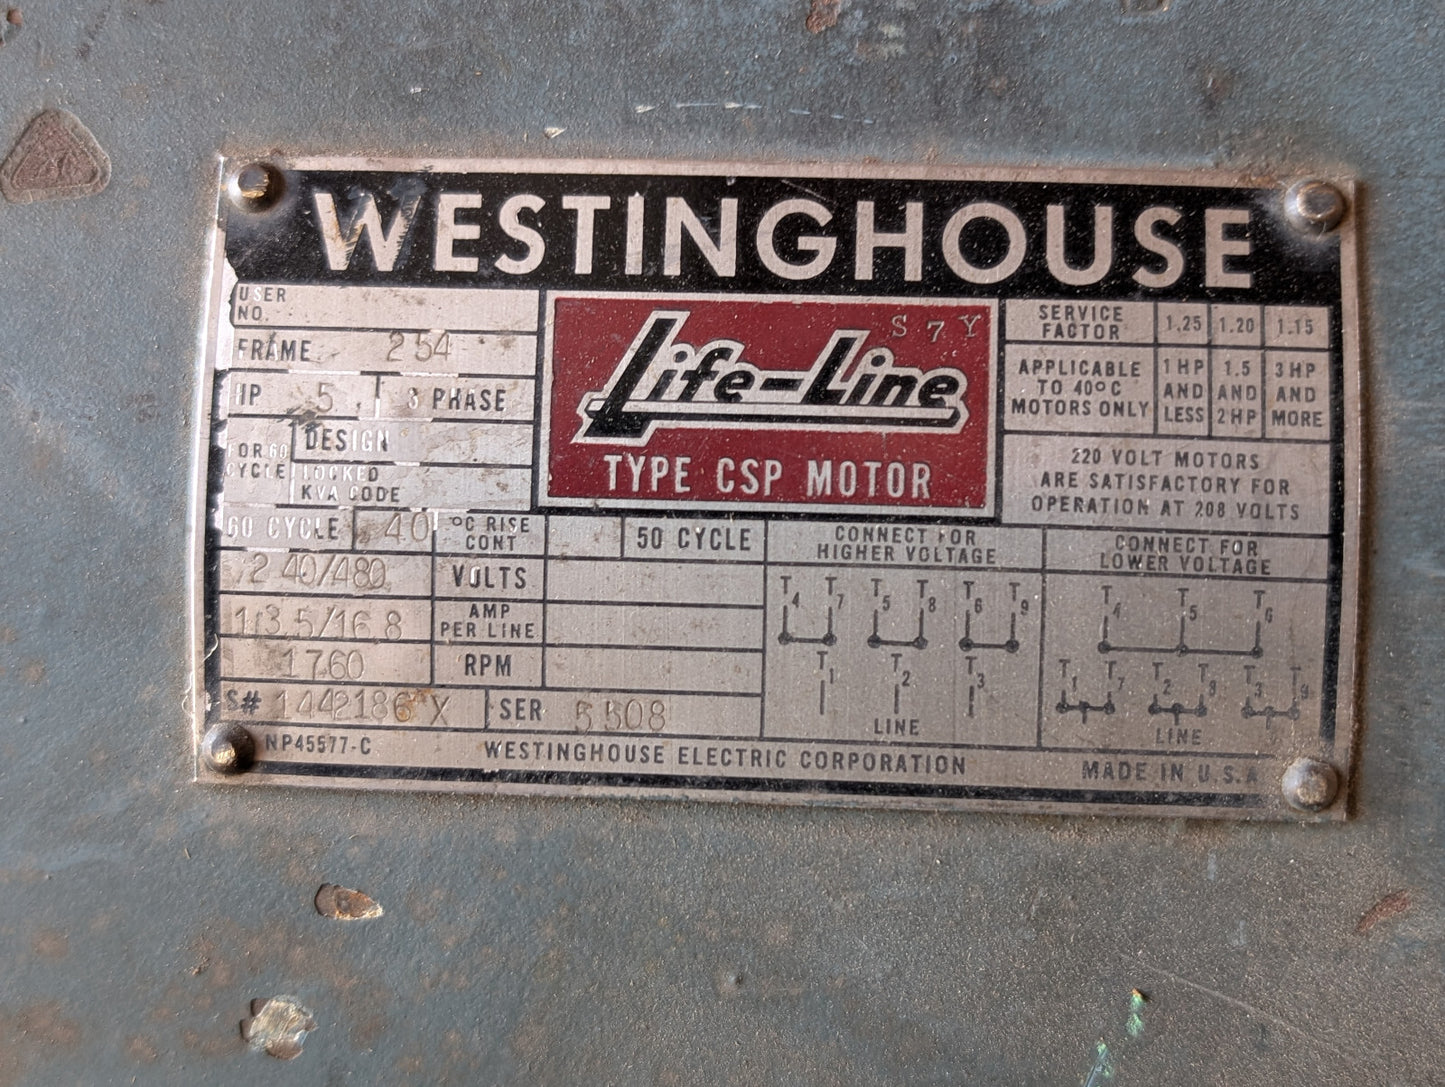 WESTINGHOUSE
USER
NO.
FRAME 254
HP 5 3 PHASE
FOR 60
CYCLE
DESIGN
LOCKED
KVA CODE
S7Y
Life-Line
TYPE CSP MOTOR
SERVICE
FACTOR
1.25 1.20 1.15
APPLICABLE
TO 40°C
MOTORS ONLY
1 HP
AND
LESS
1.5
AND
2 HP
3 HP
AND
MORE
220 VOLT MOTORS
ARE SATISFACTORY FOR
OPERATION AT 208 VOLTS
60 CYCLE 40 °C RISE
CONT
50 CYCLE
240/480 VOLTS
13.5/16.8 AMP
PER LINE
1760 RPM
S# 144218 X SER 5508
CONNECT FOR
HIGHER VOLTAGE
T4 T7 T5 T8 T6 T9
T1 T2 T3
LINE
CONNECT FOR
LOWER VOLTAGE
T4 T5 T6
T1 T7 T2 T8 T3 T9
LINE
NP45577-C WESTINGHOUSE ELECTRIC CORPORATION MADE IN U.S.A